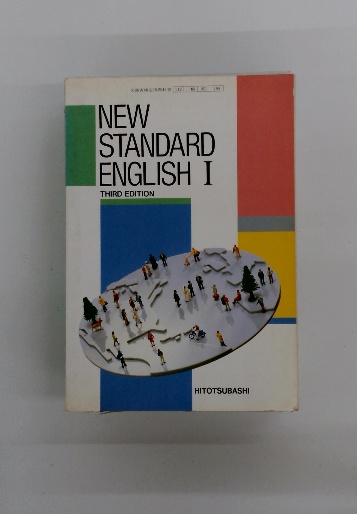 NEW
STANDARD
ENGLISH I
THIRD EDITION
HITOTSUBASHI